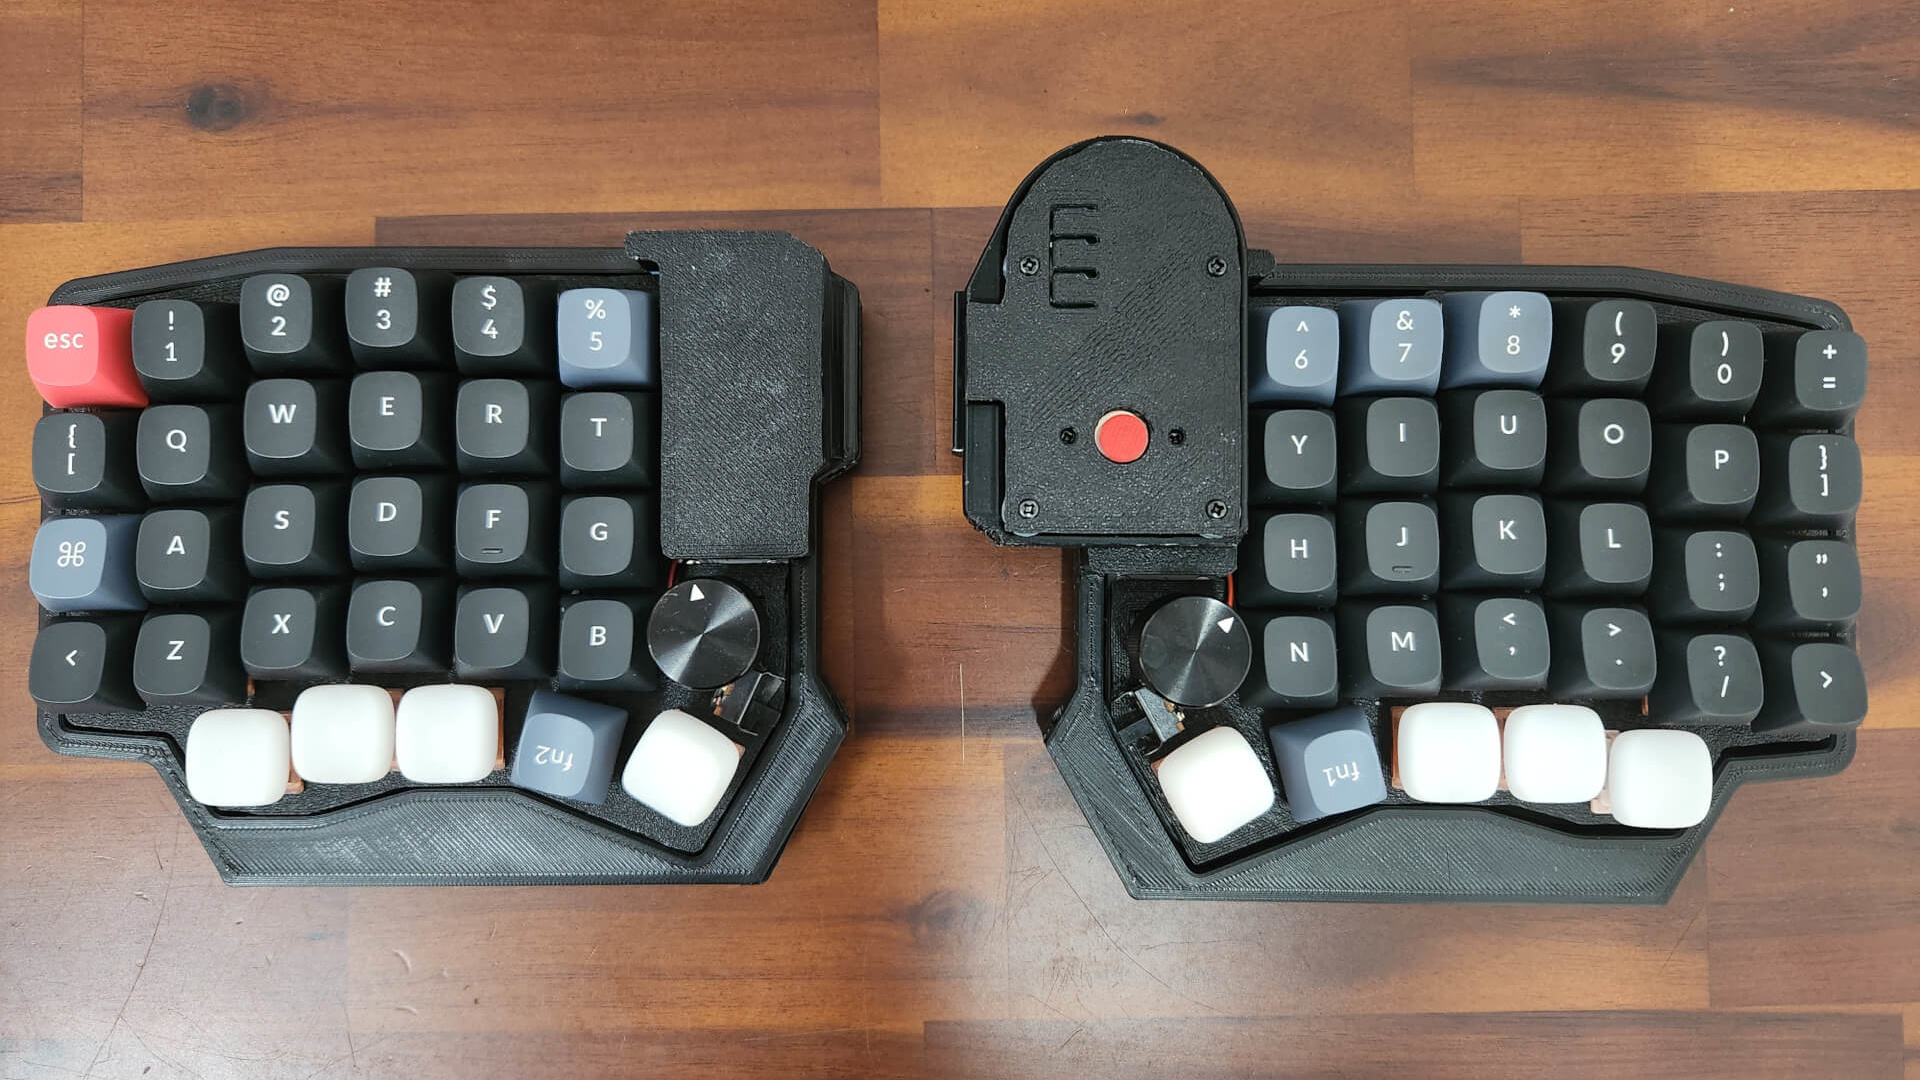 esc ! 1 @ 2 # 3 $ 4 % 5
{ [ Q W E R T
⌘ A S D F G
< Z X C V B
fn2
^ 6 & 7 * 8 ( 9 ) 0 + =
Y I U O P } ]
H J K L : ; " '
N M < , > . ? / >
fn1